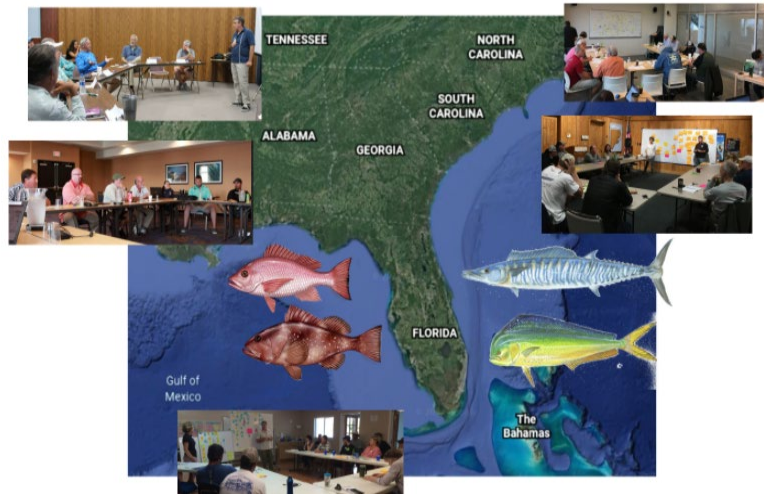 TENNESSEE
NORTH
CAROLINA
SOUTH
CAROLINA
ALABAMA
GEORGIA
FLORIDA
Gulf of
Mexico
The
Bahamas